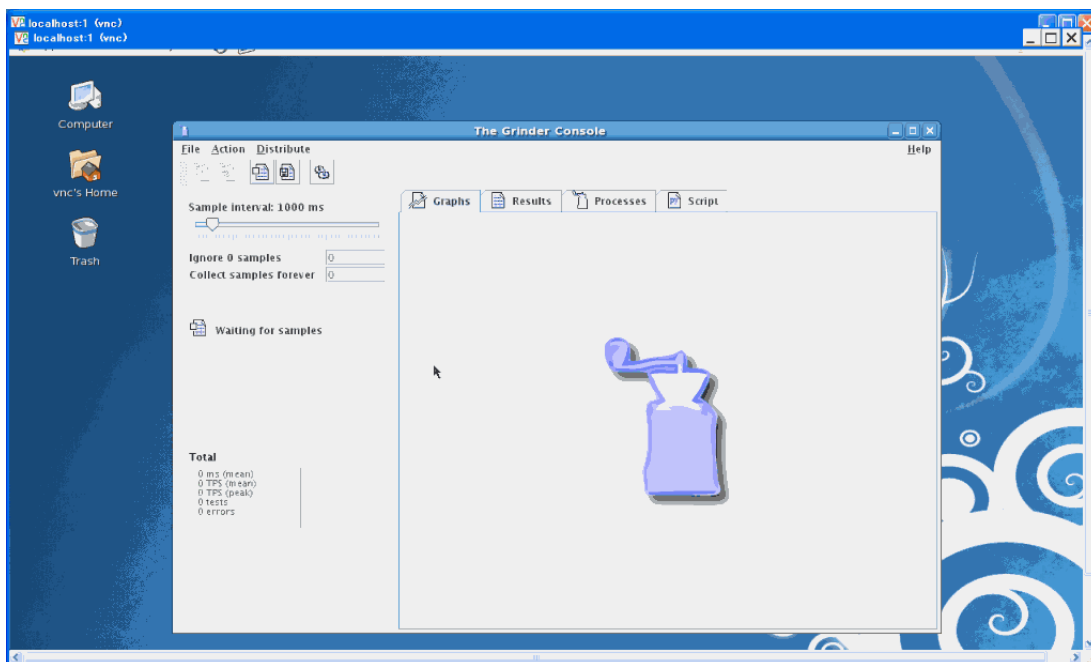 localhost:1 (vnc)
localhost:1 (vnc)
Computer
vnc's Home
Trash
The Grinder Console
File Action Distribute Help
Graphs Results Processes Script
Sample interval: 1000 ms
Ignore 0 samples 0
Collect samples forever 0
Waiting for samples
Total
0 ms (mean)
0 TPS (mean)
0 TPS (peak)
0 tests
0 errors